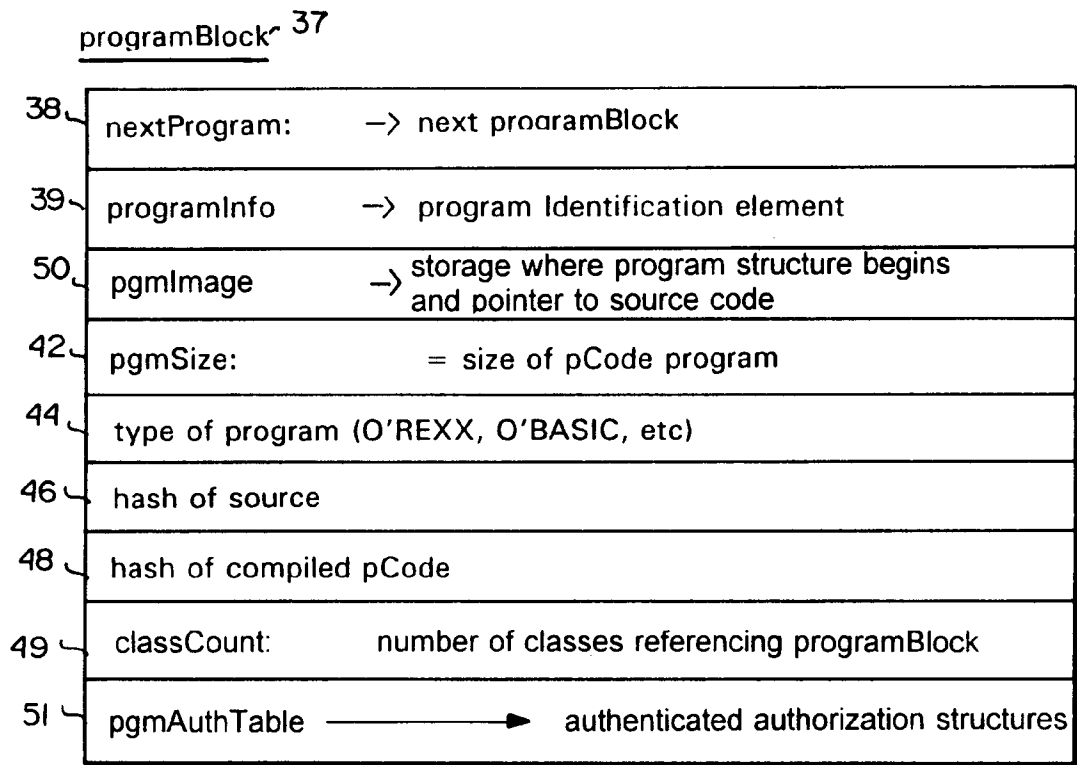 programBlock 37
38 nextProgram: -> next programBlock
39 programInfo -> program Identification element
50 pgmImage -> storage where program structure begins
and pointer to source code
42 pgmSize: = size of pCode program
44 type of program (O'REXX, O'BASIC, etc)
46 hash of source
48 hash of compiled pCode
49 classCount: number of classes referencing programBlock
51 pgmAuthTable → authenticated authorization structures